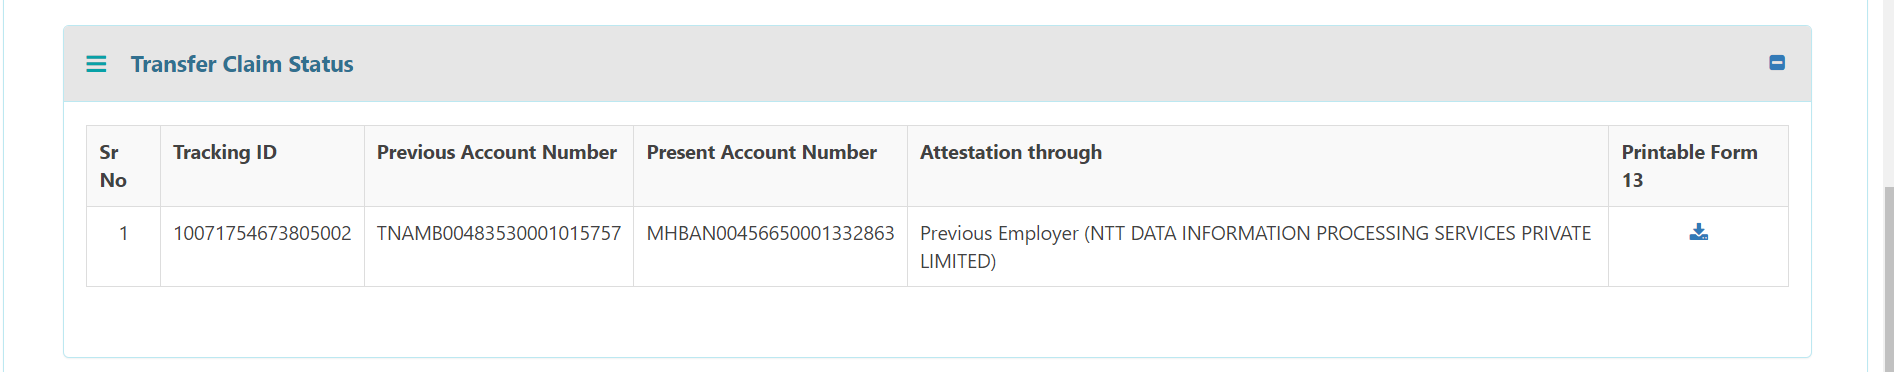 Transfer Claim Status
Sr No
Tracking ID
Previous Account Number
Present Account Number
Attestation through
Printable Form 13
1
10071754673805002
TNAMB00483530001015757
MHBAN00456650001332863
Previous Employer (NTT DATA INFORMATION PROCESSING SERVICES PRIVATE
LIMITED)